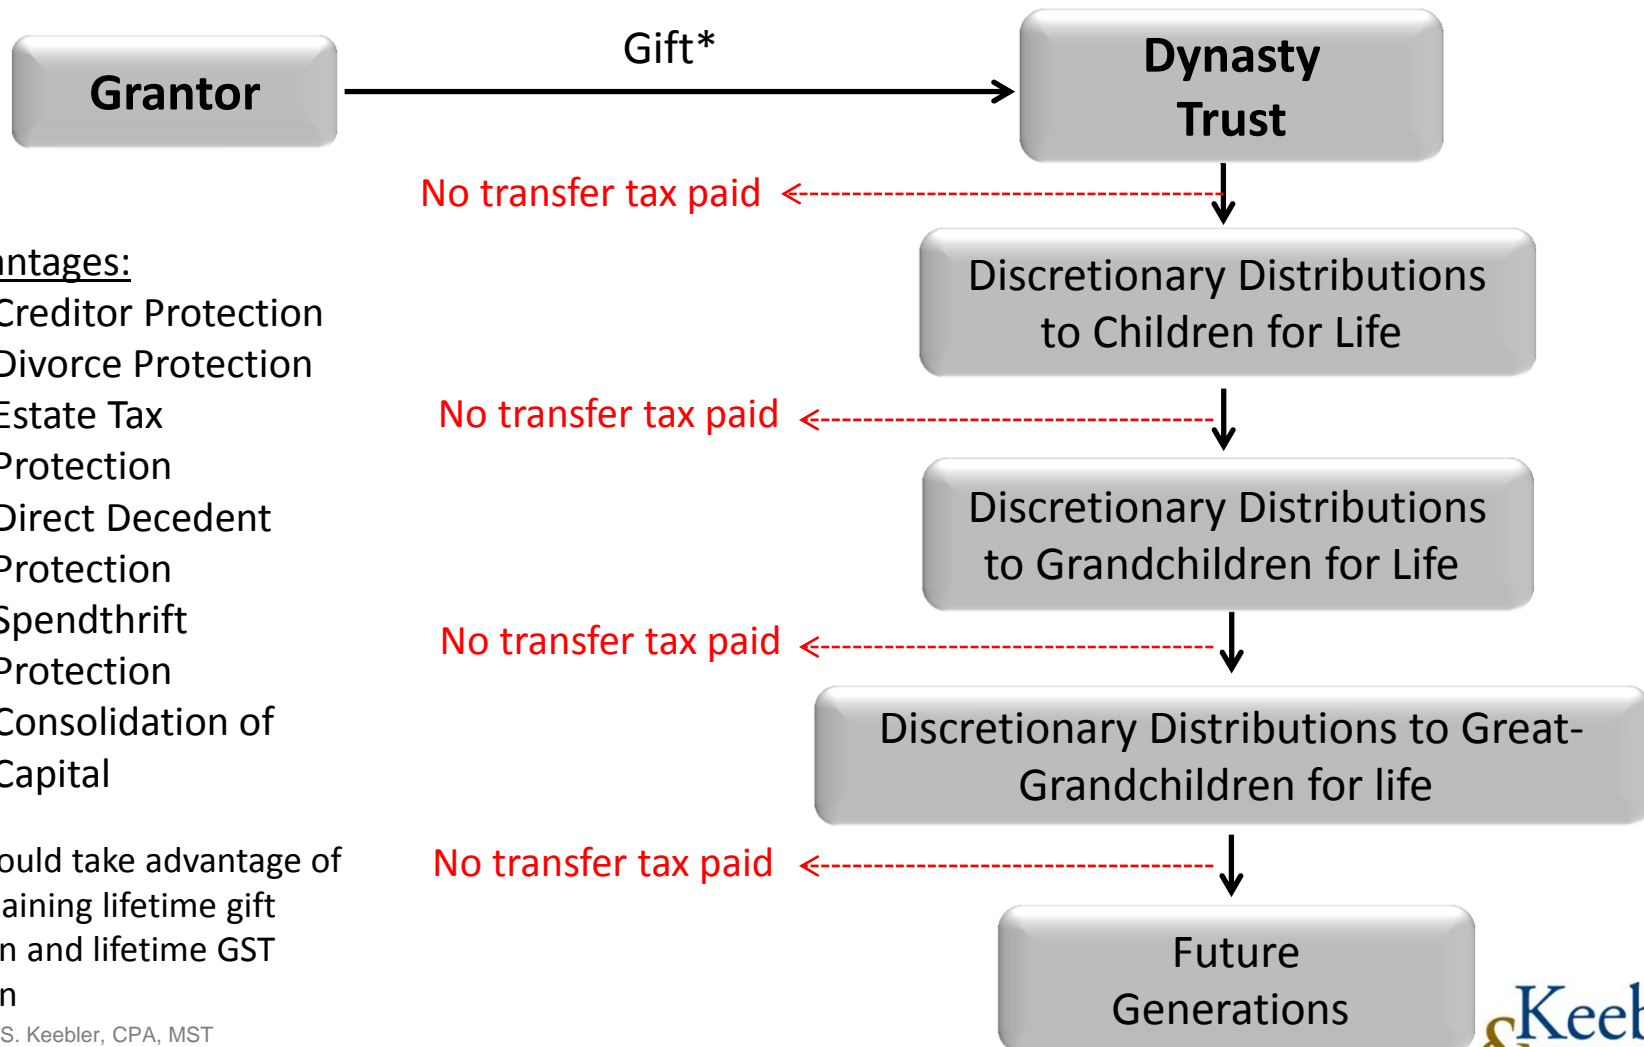 Grantor
Gift*
Dynasty
Trust
No transfer tax paid
Discretionary Distributions
to Children for Life
No transfer tax paid
Discretionary Distributions
to Grandchildren for Life
No transfer tax paid
Discretionary Distributions to Great-
Grandchildren for life
No transfer tax paid
Future
Generations
antages:
Creditor Protection
Divorce Protection
Estate Tax
Protection
Direct Decedent
Protection
Spendthrift
Protection
Consolidation of
Capital
ould take advantage of
aining lifetime gift
n and lifetime GST
n
S. Keebler, CPA, MST
& Keeb